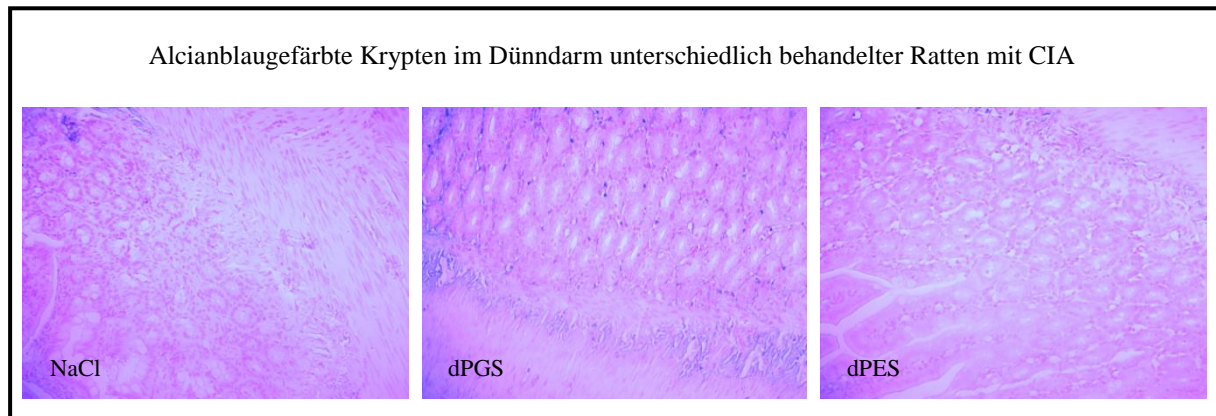 Alcianblaugefärbte Krypten im Dünndarm unterschiedlich behandelter Ratten mit CIA
NaCl
dPGS
dPES